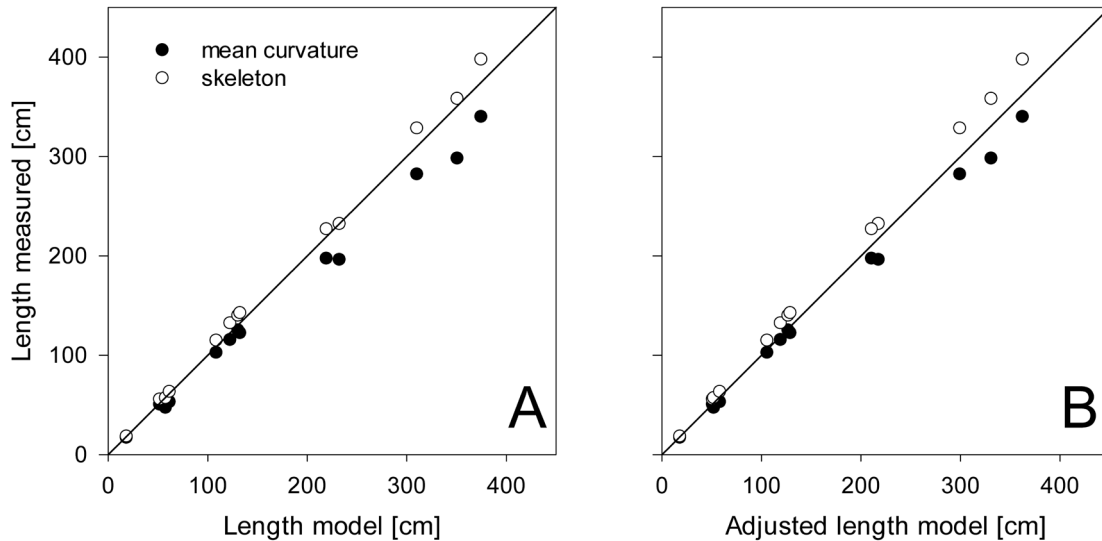 mean curvature
skeleton
Length measured [cm]
400
300
200
100
0
0 100 200 300 400
Length model [cm]
A
0 100 200 300 400
Adjusted length model [cm]
B